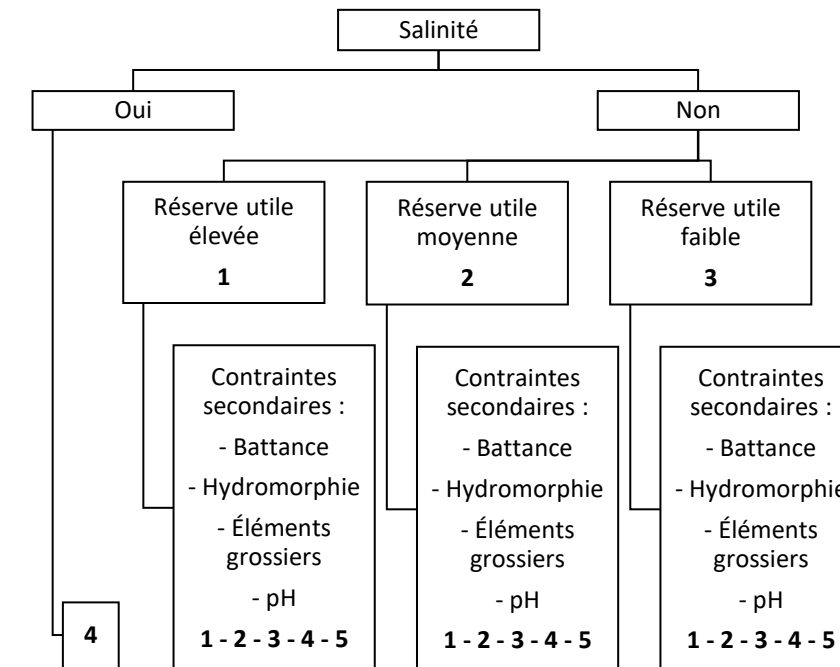 Salinité
Oui
Non
Réserve utile
élevée
1
Réserve utile
moyenne
2
Réserve utile
faible
3
Contraintes
secondaires :
- Battance
- Hydromorphie
- Éléments
grossiers
- pH
1 - 2 - 3 - 4 - 5
Contraintes
secondaires :
- Battance
- Hydromorphie
- Éléments
grossiers
- pH
1 - 2 - 3 - 4 - 5
Contraintes
secondaires :
- Battance
- Hydromorphie
- Éléments
grossiers
- pH
1 - 2 - 3 - 4 - 5
4